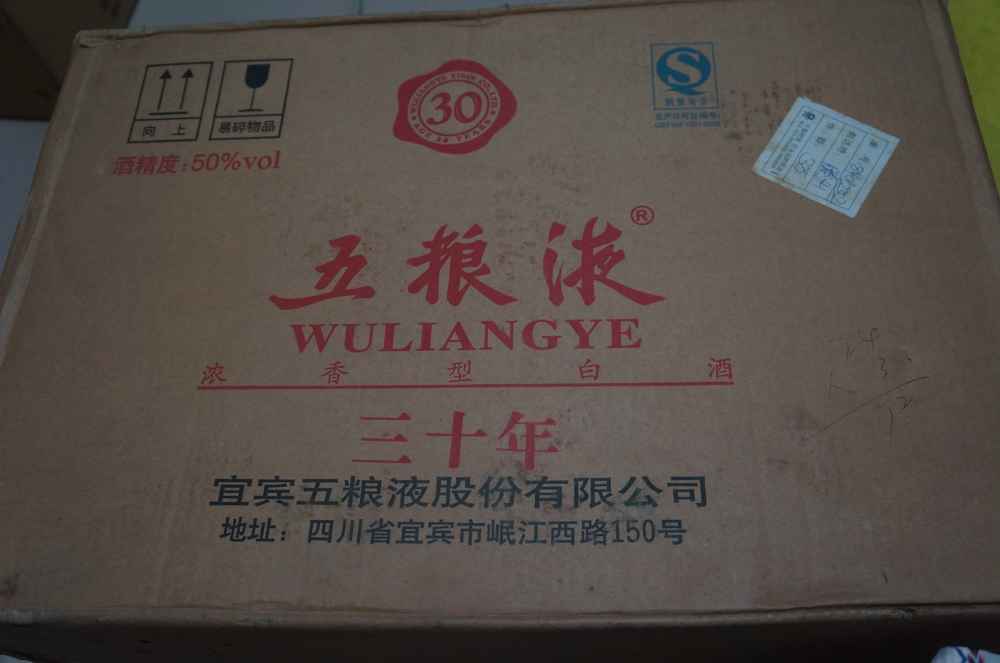 向 上
易碎物品
酒精度:50%vol
30
五粮液®
WULIANGYE
浓香型白酒
三十年
宜宾五粮液股份有限公司
地址：四川省宜宾市岷江西路150号